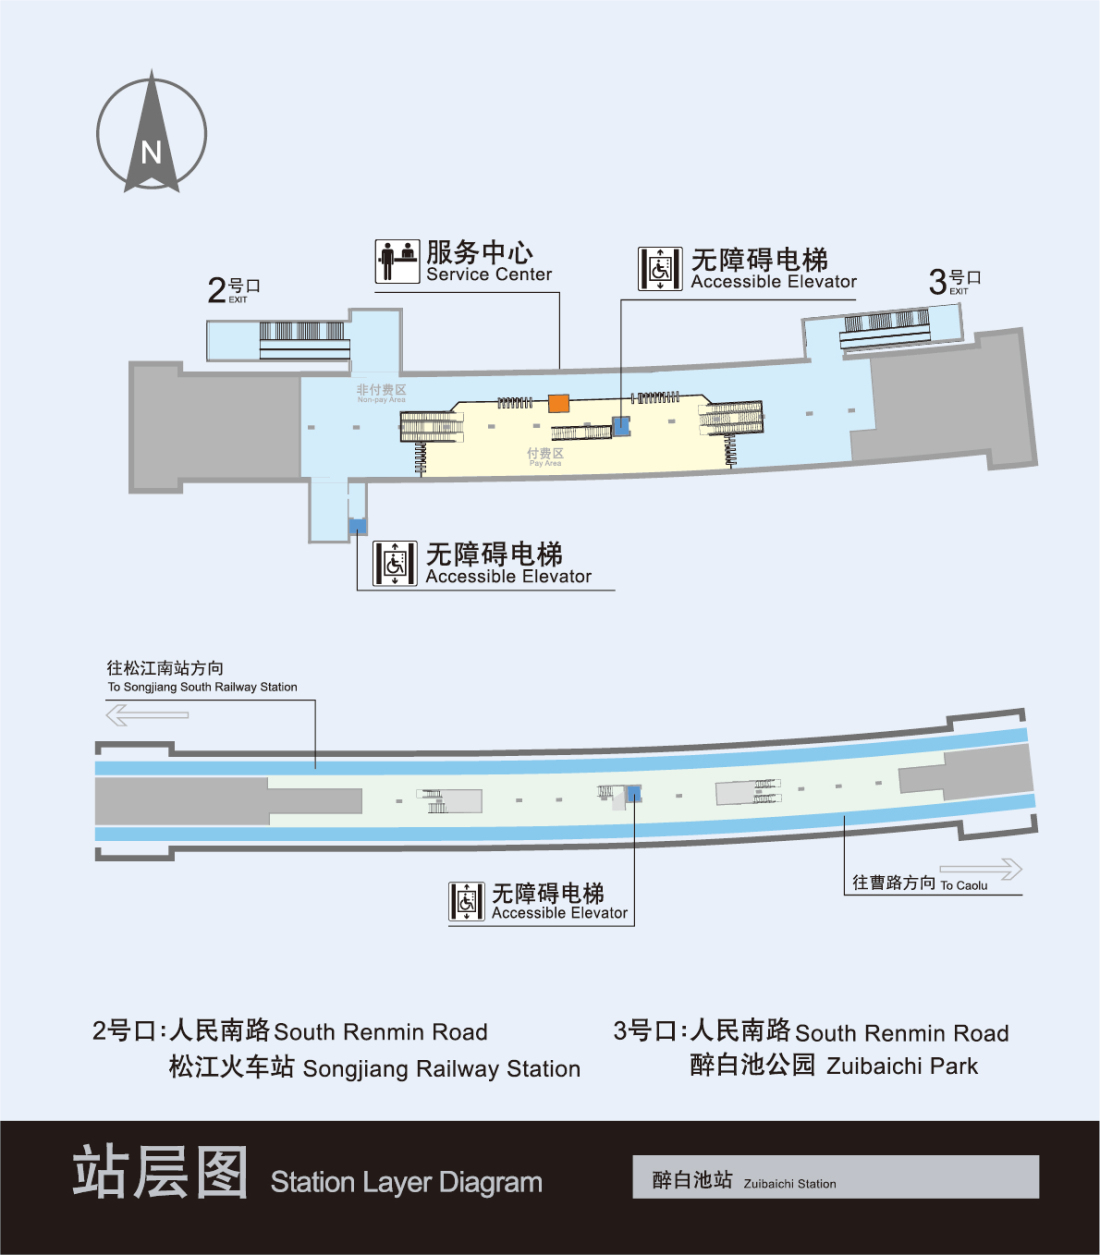 N
服务中心
Service Center
无障碍电梯
Accessible Elevator
2号口
EXIT
3号口
EXIT
非付费区
Non-pay Area
付费区
Pay Area
无障碍电梯
Accessible Elevator
往松江南站方向
To Songjiang South Railway Station
往曹路方向 To Caolu
无障碍电梯
Accessible Elevator
2号口:人民南路 South Renmin Road
松江火车站 Songjiang Railway Station
3号口:人民南路 South Renmin Road
醉白池公园 Zuibaichi Park
站层图 Station Layer Diagram
醉白池站 Zuibaichi Station